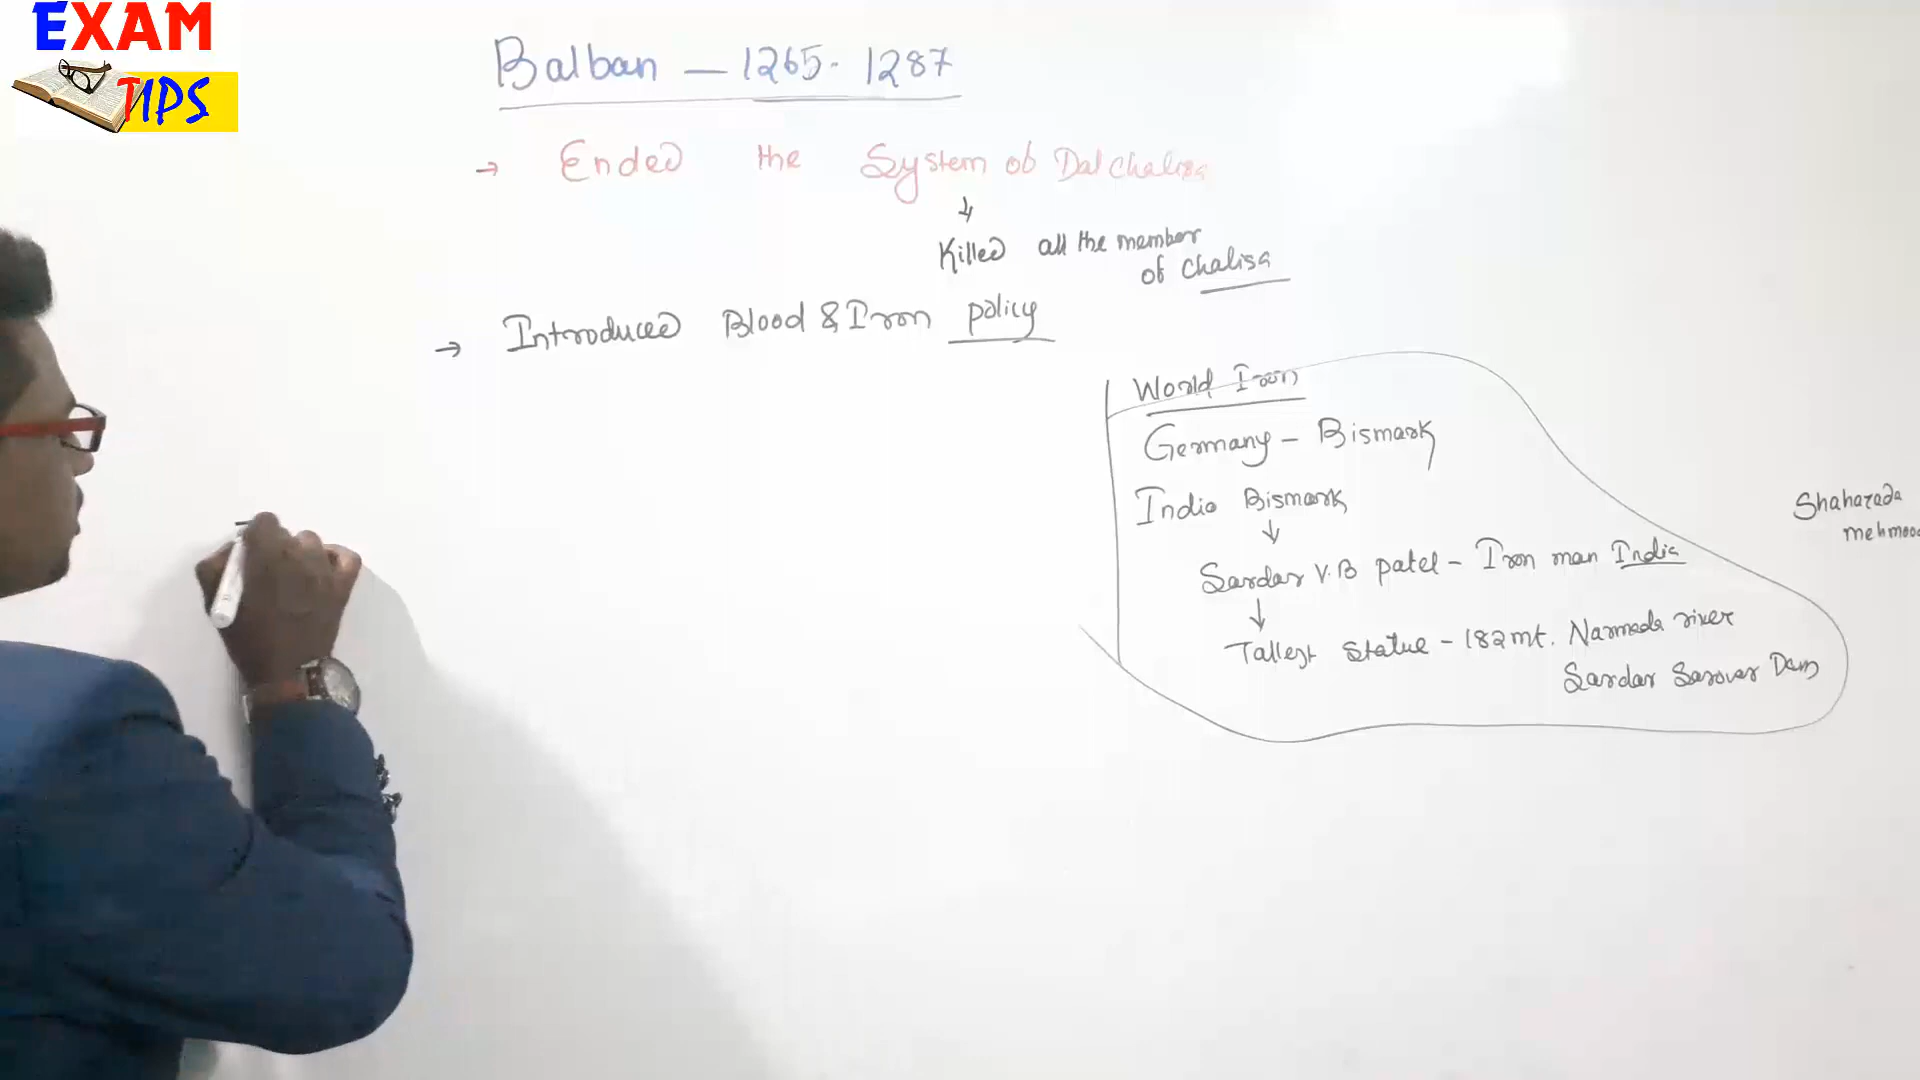 EXAM
TIPS
Balban - 1265 - 1287
→ Ended the System of Dal Chalisa
↓
Killed all the member
of Chalisa
→ Introduced Blood & Iron policy
World Iron
Germany - Bismark
India Bismark
↓
Sardar V.B patel - Iron man India
↓
Tallest Statue - 182 mt. Narmada river
Sardar Sarovar Dam
Shahazada
mehmood